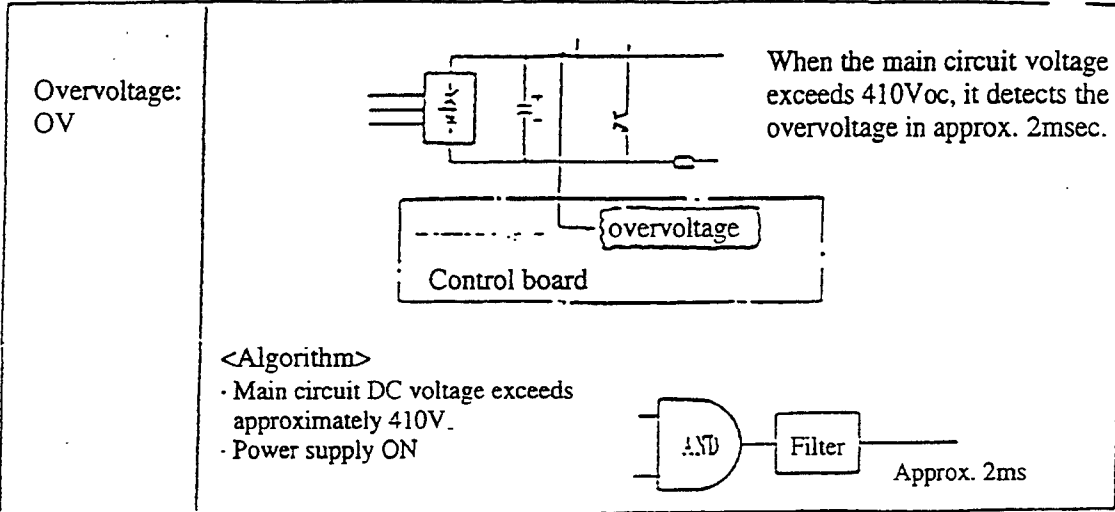 Overvoltage:
OV
When the main circuit voltage
exceeds 410Voc, it detects the
overvoltage in approx. 2msec.
overvoltage
Control board
<Algorithm>
· Main circuit DC voltage exceeds
approximately 410V.
· Power supply ON
AND
Filter
Approx. 2ms